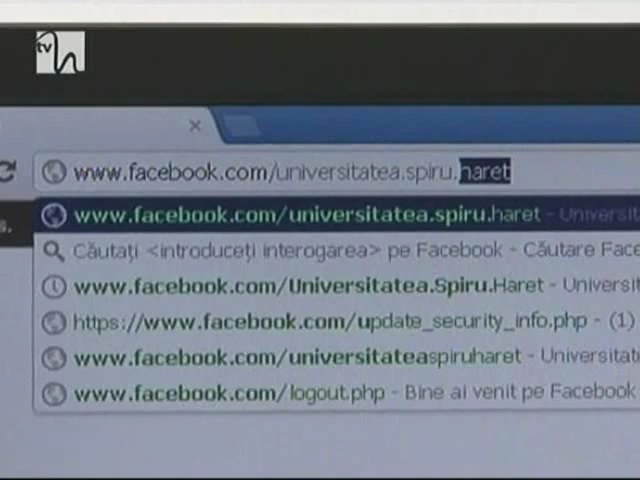 tv h
www.facebook.com/universitatea.spiru.haret
s.
www.facebook.com/universitatea.spiru.haret - Universit
Căutați <introduceți interogarea> pe Facebook - Căutare Face
www.facebook.com/Universitatea.Spiru.Haret - Universit
https://www.facebook.com/update_security_info.php - (1)
www.facebook.com/universitateaspiruharet - Universitat
www.facebook.com/logout.php - Bine ai venit pe Facebook